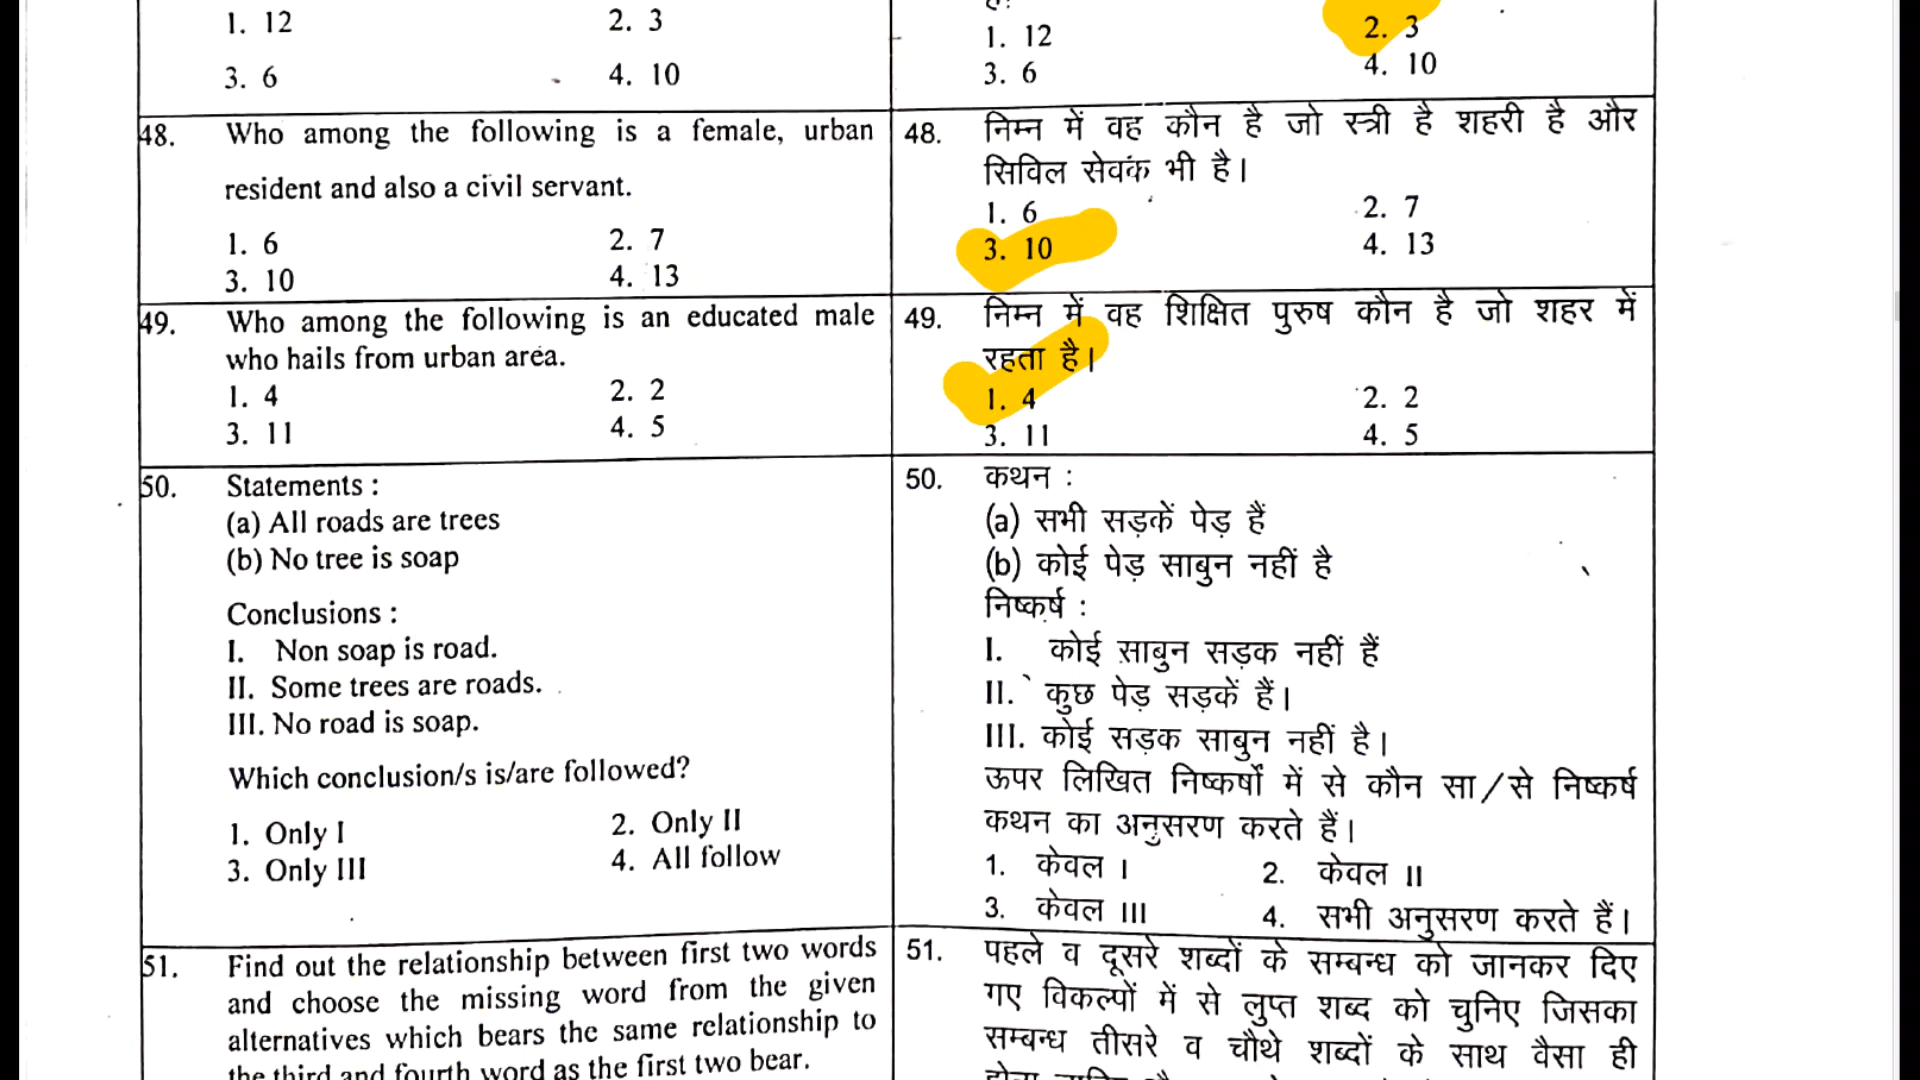 1. 12
2. 3
3. 6
4. 10
48. Who among the following is a female, urban
resident and also a civil servant.
1. 6
2. 7
3. 10
4. 13
49. Who among the following is an educated male
who hails from urban area.
1. 4
2. 2
3. 11
4. 5
50. Statements :
(a) All roads are trees
(b) No tree is soap
Conclusions :
I. Non soap is road.
II. Some trees are roads.
III. No road is soap.
Which conclusion/s is/are followed?
1. Only I
2. Only II
3. Only III
4. All follow
51. Find out the relationship between first two words
and choose the missing word from the given
alternatives which bears the same relationship to
the third and fourth word as the first two bear.
1. 12
2. 3
3. 6
4. 10
48. निम्न में वह कौन है जो स्त्री है शहरी है और
सिविल सेवक भी है।
1. 6
2. 7
3. 10
4. 13
49. निम्न में वह शिक्षित पुरुष कौन है जो शहर में
रहता है।
1. 4
2. 2
3. 11
4. 5
50. कथन :
(a) सभी सड़कें पेड़ हैं
(b) कोई पेड़ साबुन नहीं है
निष्कर्ष :
I. कोई साबुन सड़क नहीं हैं
II. कुछ पेड़ सड़कें हैं।
III. कोई सड़क साबुन नहीं है।
ऊपर लिखित निष्कर्षों में से कौन सा/से निष्कर्ष
कथन का अनुसरण करते हैं।
1. केवल I
2. केवल II
3. केवल III
4. सभी अनुसरण करते हैं।
51. पहले व दूसरे शब्दों के सम्बन्ध को जानकर दिए
गए विकल्पों में से लुप्त शब्द को चुनिए जिसका
सम्बन्ध तीसरे व चौथे शब्दों के साथ वैसा ही